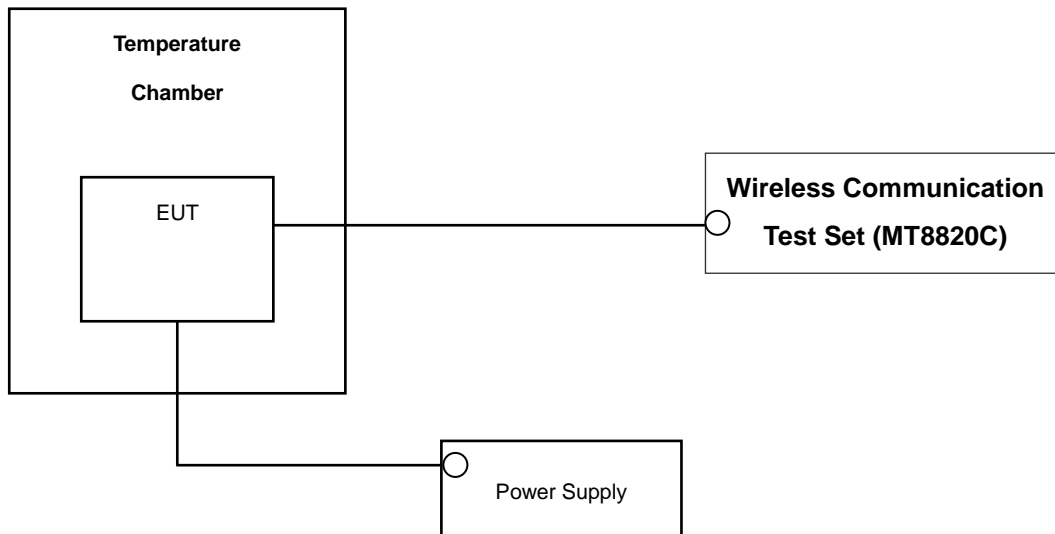 Temperature
Chamber
EUT
Wireless Communication
Test Set (MT8820C)
Power Supply